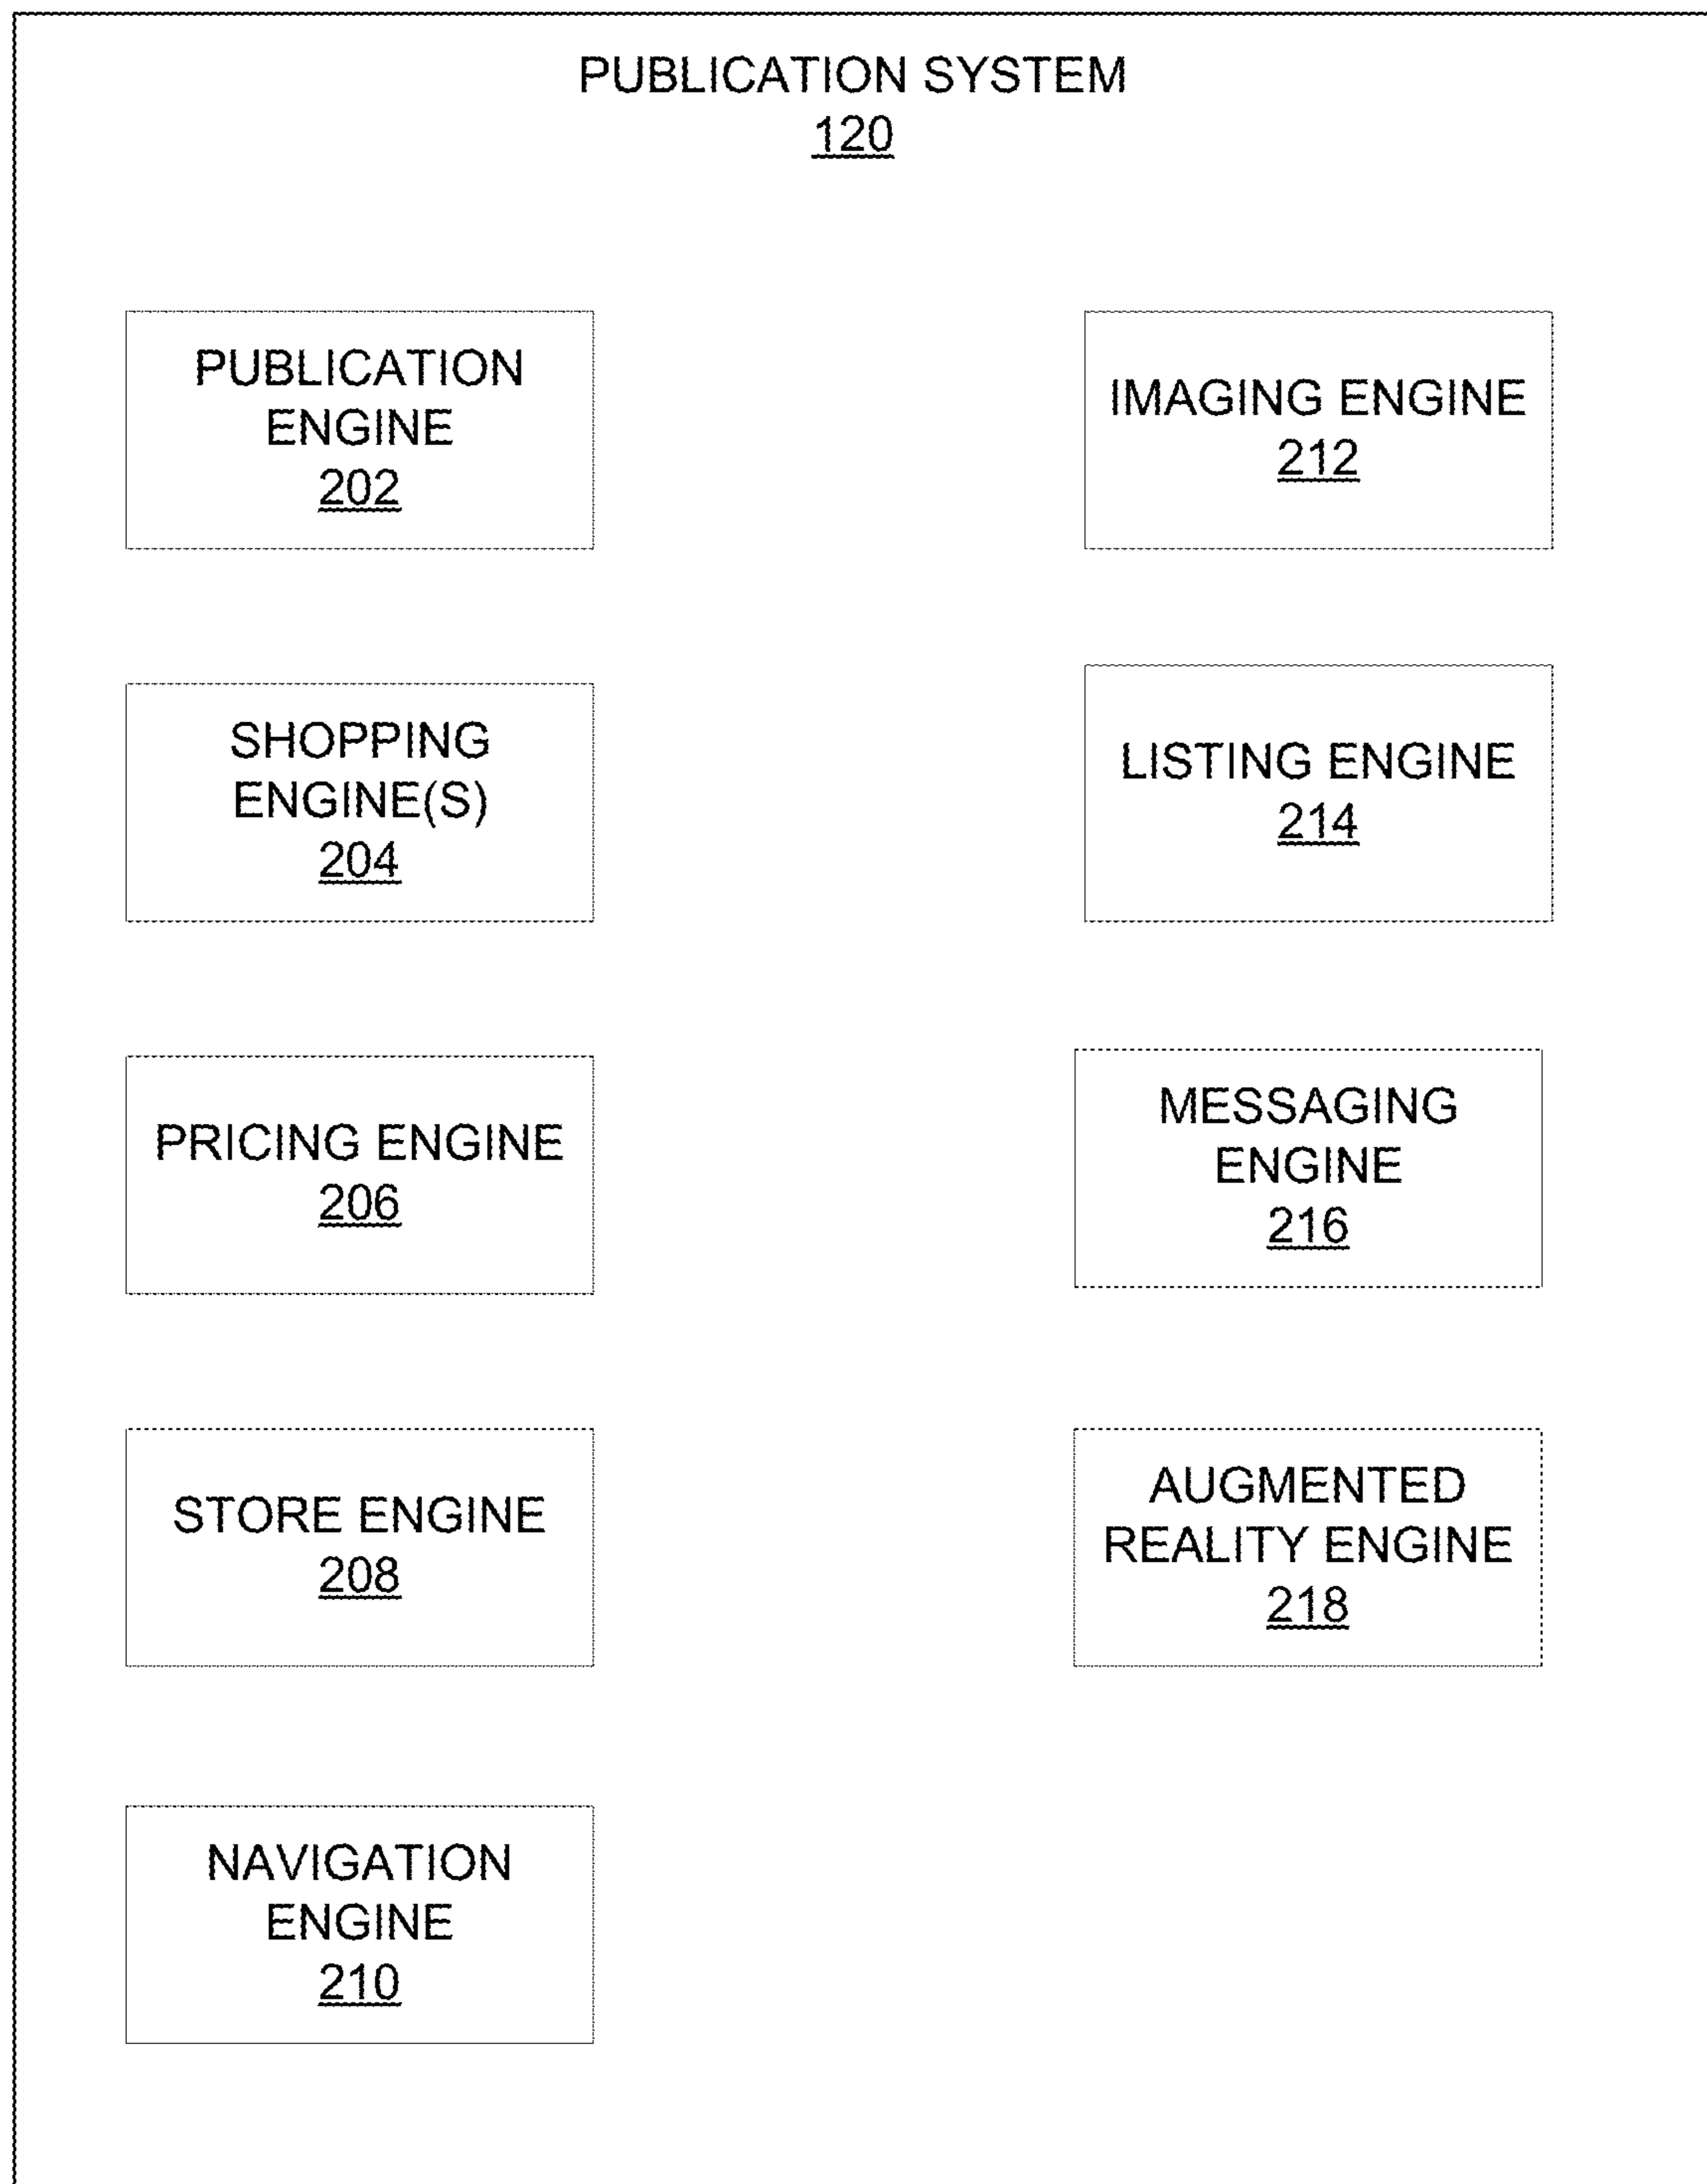 PUBLICATION SYSTEM
120
PUBLICATION
ENGINE
202
SHOPPING
ENGINE(S)
204
PRICING ENGINE
206
STORE ENGINE
208
NAVIGATION
ENGINE
210
IMAGING ENGINE
212
LISTING ENGINE
214
MESSAGING
ENGINE
216
AUGMENTED
REALITY ENGINE
218